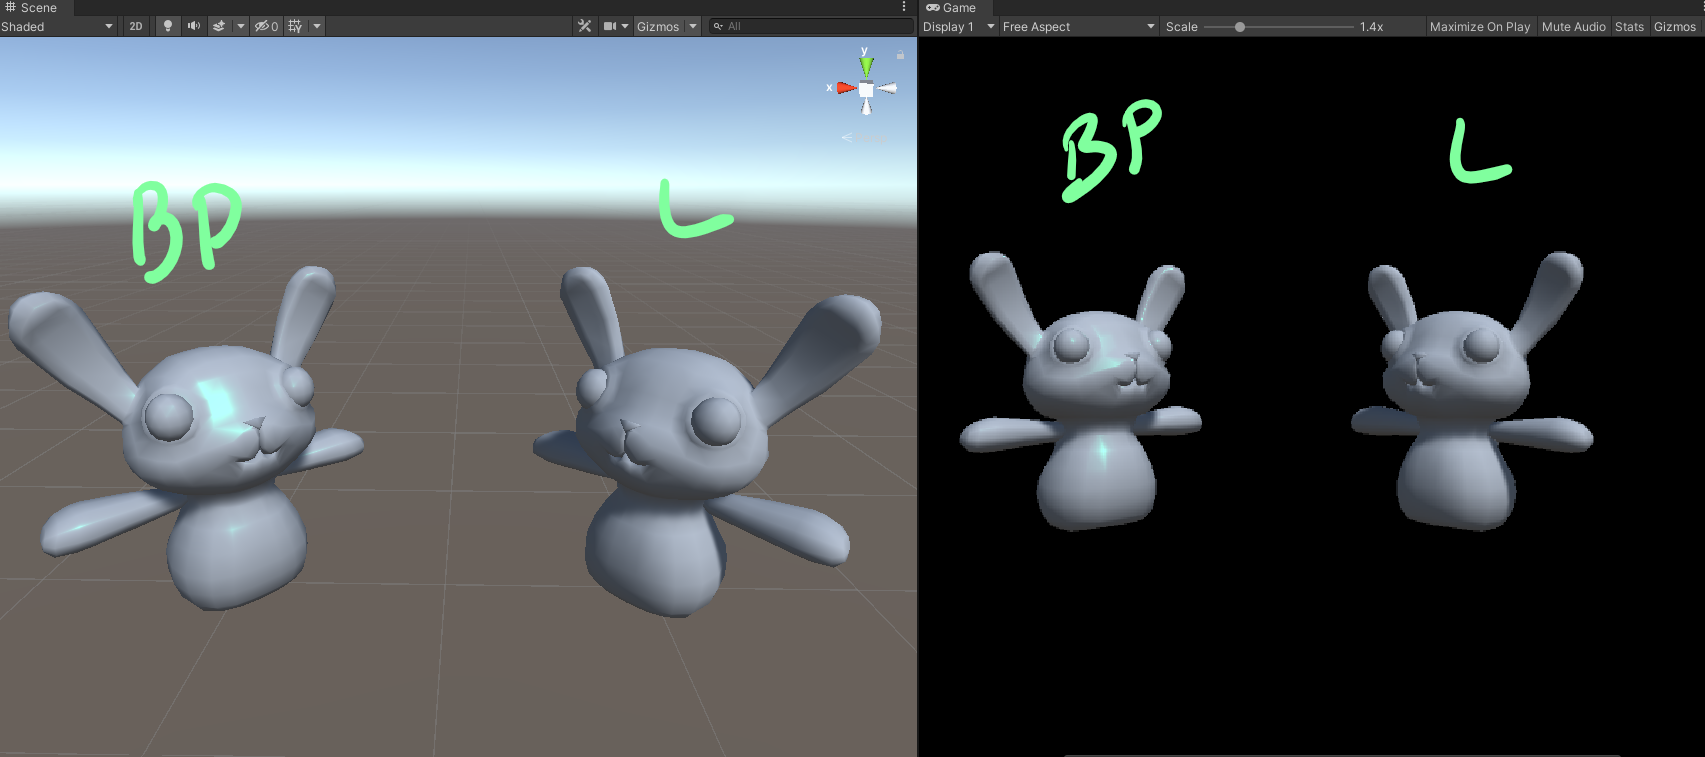 Scene
Game
Shaded
2D
0
Gizmos
All
Display 1
Free Aspect
Scale
1.4x
Maximize On Play
Mute Audio
Stats
Gizmos
y
x
BP
L
BP
L